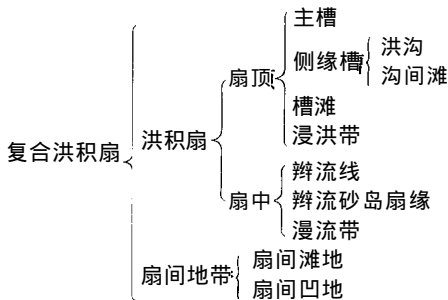 主槽
洪沟
侧缘槽
沟间滩
扇顶
槽滩
洪积扇
浸洪带
复合洪积扇
辫流线
扇中
辫流砂岛扇缘
漫流带
扇间滩地
扇间地带
扇间凹地